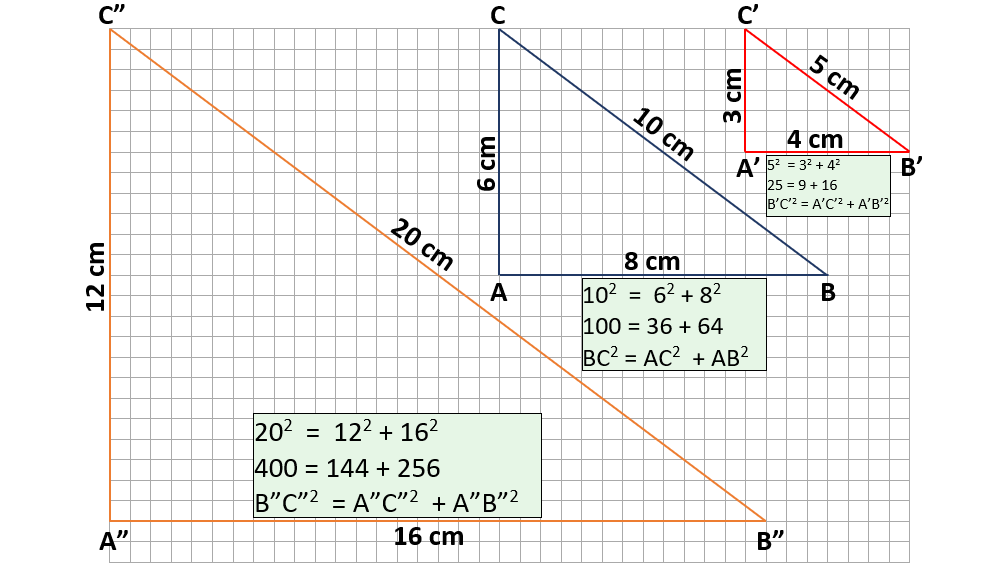 C”
C
C’
5 cm
3 cm
10 cm
4 cm
6 cm
A’
B’
5² = 3² + 4²
25 = 9 + 16
B’C’² = A’C’² + A’B’²
20 cm
12 cm
8 cm
A
B
10² = 6² + 8²
100 = 36 + 64
BC² = AC² + AB²
20² = 12² + 16²
400 = 144 + 256
B”C”² = A”C”² + A”B”²
A”
16 cm
B”